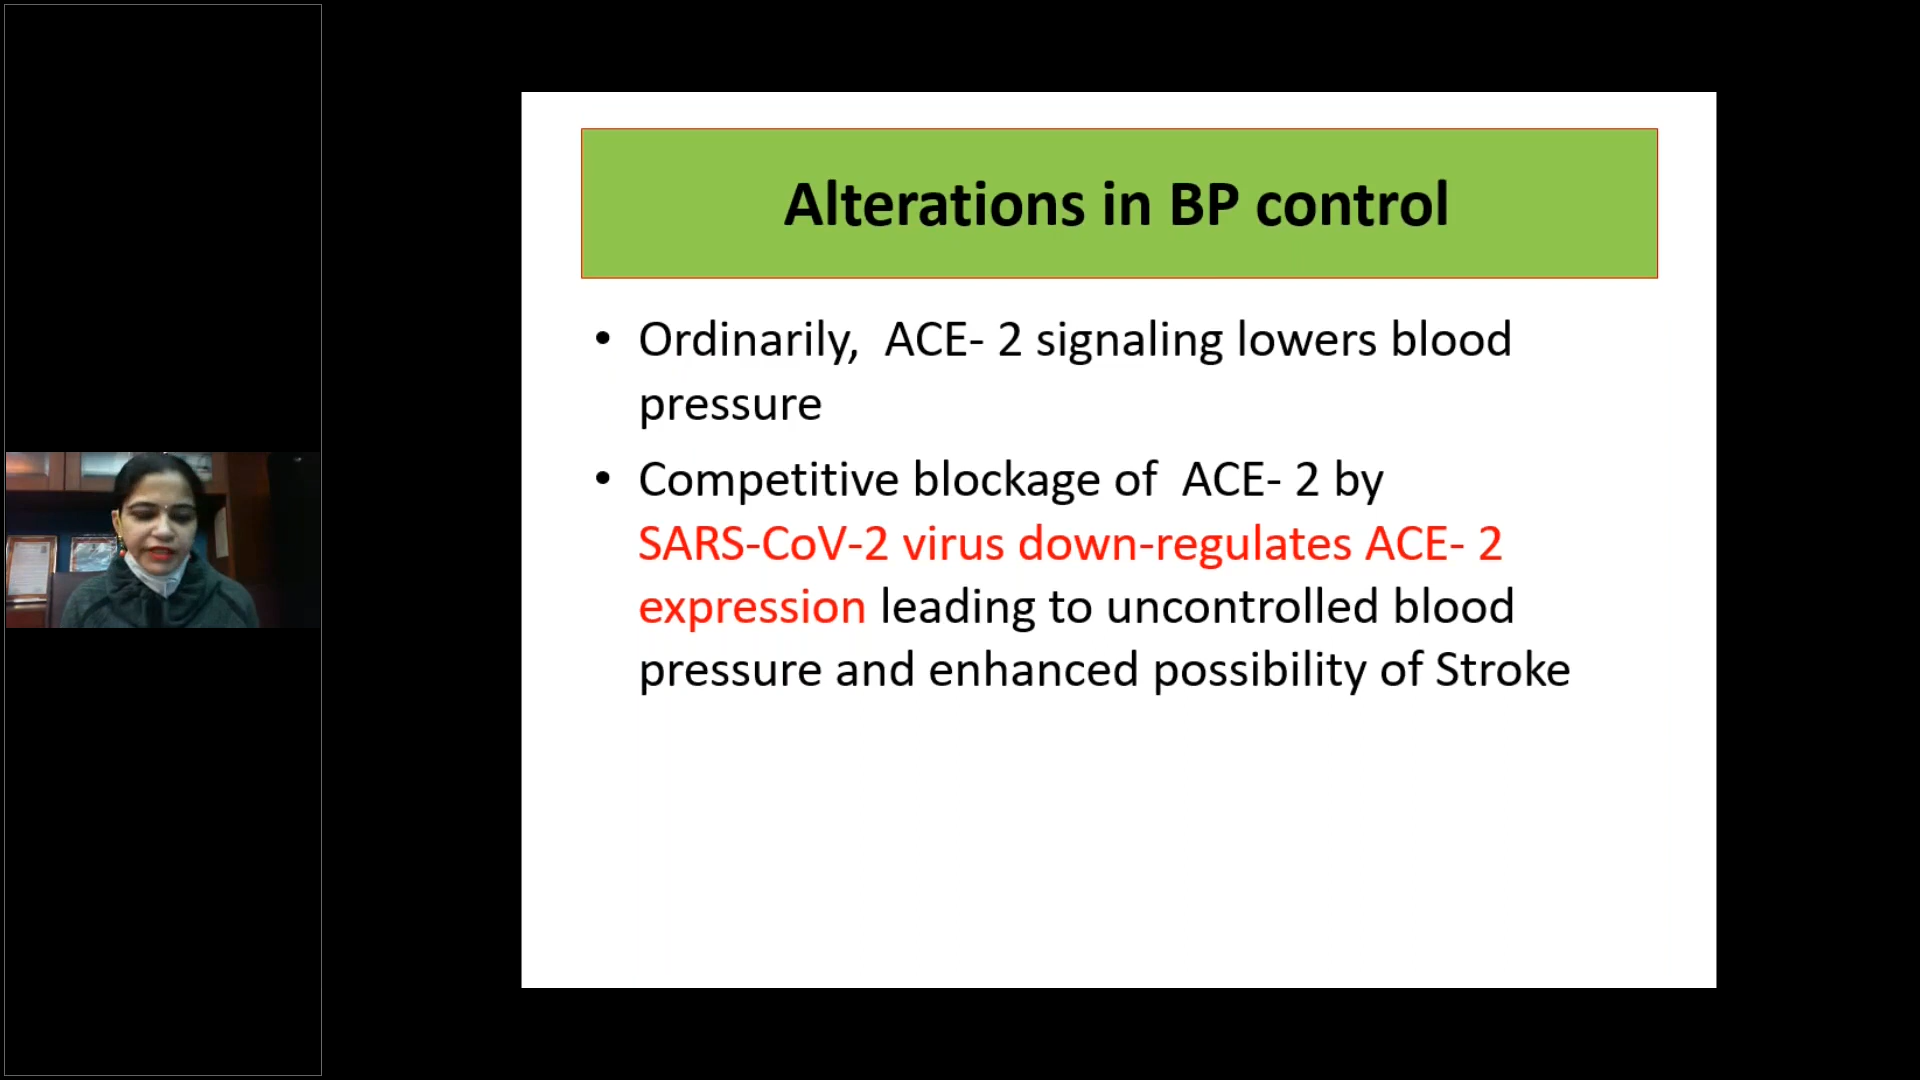 Alterations in BP control
• Ordinarily, ACE- 2 signaling lowers blood
pressure
• Competitive blockage of ACE- 2 by
SARS-CoV-2 virus down-regulates ACE- 2
expression leading to uncontrolled blood
pressure and enhanced possibility of Stroke